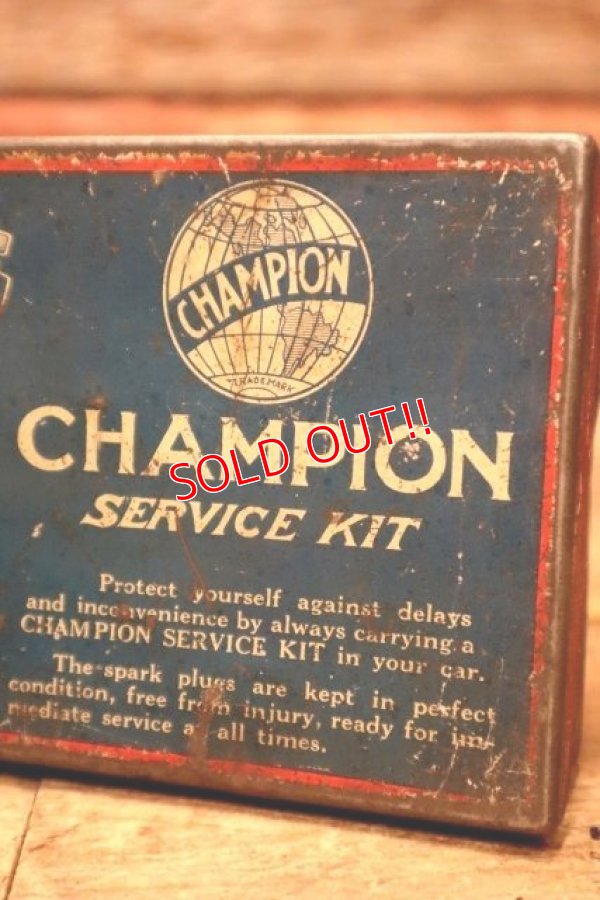 CHAMPION
TRADEMARK
CHAMPION
SOLD OUT!!
SERVICE KIT
Protect yourself against delays
and inconvenience by always carrying a
CHAMPION SERVICE KIT in your car.
The spark plugs are kept in perfect
condition, free from injury, ready for im-
mediate service at all times.